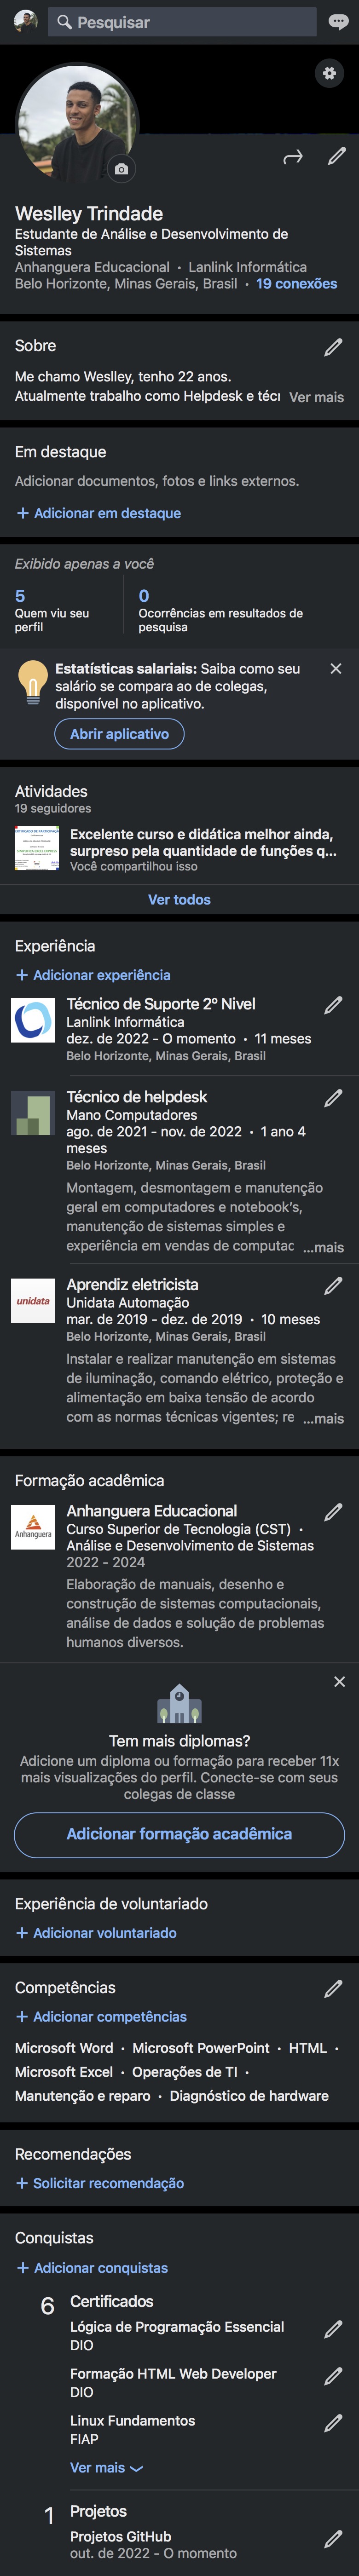 Pesquisar
Weslley Trindade
Estudante de Análise e Desenvolvimento de
Sistemas
Anhanguera Educacional • Lanlink Informática
Belo Horizonte, Minas Gerais, Brasil • 19 conexões
Sobre
Me chamo Weslley, tenho 22 anos.
Atualmente trabalho como Helpdesk e Ver mais
Em destaque
Adicionar documentos, fotos e links externos.
+ Adicionar em destaque
Exibido apenas a você
5
Quem viu seu
perfil
0
Ocorrências em resultados de
pesquisa
Estatísticas salariais: Saiba como seu
salário se compara ao de colegas,
disponível no aplicativo.
Abrir aplicativo
Atividades
19 seguidores
Excelente curso e didática melhor ainda,
surpreso pela quantidade de funções q...
Você compartilhou isso
Ver todos
Experiência
+ Adicionar experiência
Técnico de Suporte 2º Nivel
Lanlink Informática
dez. de 2022 - O momento • 11 meses
Belo Horizonte, Minas Gerais, Brasil
Técnico de helpdesk
Mano Computadores
ago. de 2021 - nov. de 2022 • 1 ano 4
meses
Belo Horizonte, Minas Gerais, Brasil
Montagem, desmontagem e manutenção
geral em computadores e notebook's,
manutenção de sistemas simples e
experiência em vendas de computac ...mais
unidata
Aprendiz eletricista
Unidata Automação
mar. de 2019 - dez. de 2019 • 10 meses
Belo Horizonte, Minas Gerais, Brasil
Instalar e realizar manutenção em sistemas
de iluminação, comando elétrico, proteção e
alimentação em baixa tensão de acordo
com as normas técnicas vigentes; re ...mais
Formação acadêmica
Anhanguera
Anhanguera Educacional
Curso Superior de Tecnologia (CST) •
Análise e Desenvolvimento de Sistemas
2022 - 2024
Elaboração de manuais, desenho e
construção de sistemas computacionais,
análise de dados e solução de problemas
humanos diversos.
Tem mais diplomas?
Adicione um diploma ou formação para receber 11x
mais visualizações do perfil. Conecte-se com seus
colegas de classe
Adicionar formação acadêmica
Experiência de voluntariado
+ Adicionar voluntariado
Competências
+ Adicionar competências
Microsoft Word • Microsoft PowerPoint • HTML •
Microsoft Excel • Operações de TI •
Manutenção e reparo • Diagnóstico de hardware
Recomendações
+ Solicitar recomendação
Conquistas
+ Adicionar conquistas
6 Certificados
Lógica de Programação Essencial
DIO
Formação HTML Web Developer
DIO
Linux Fundamentos
FIAP
Ver mais
1 Projetos
Projetos GitHub
out. de 2022 - O momento